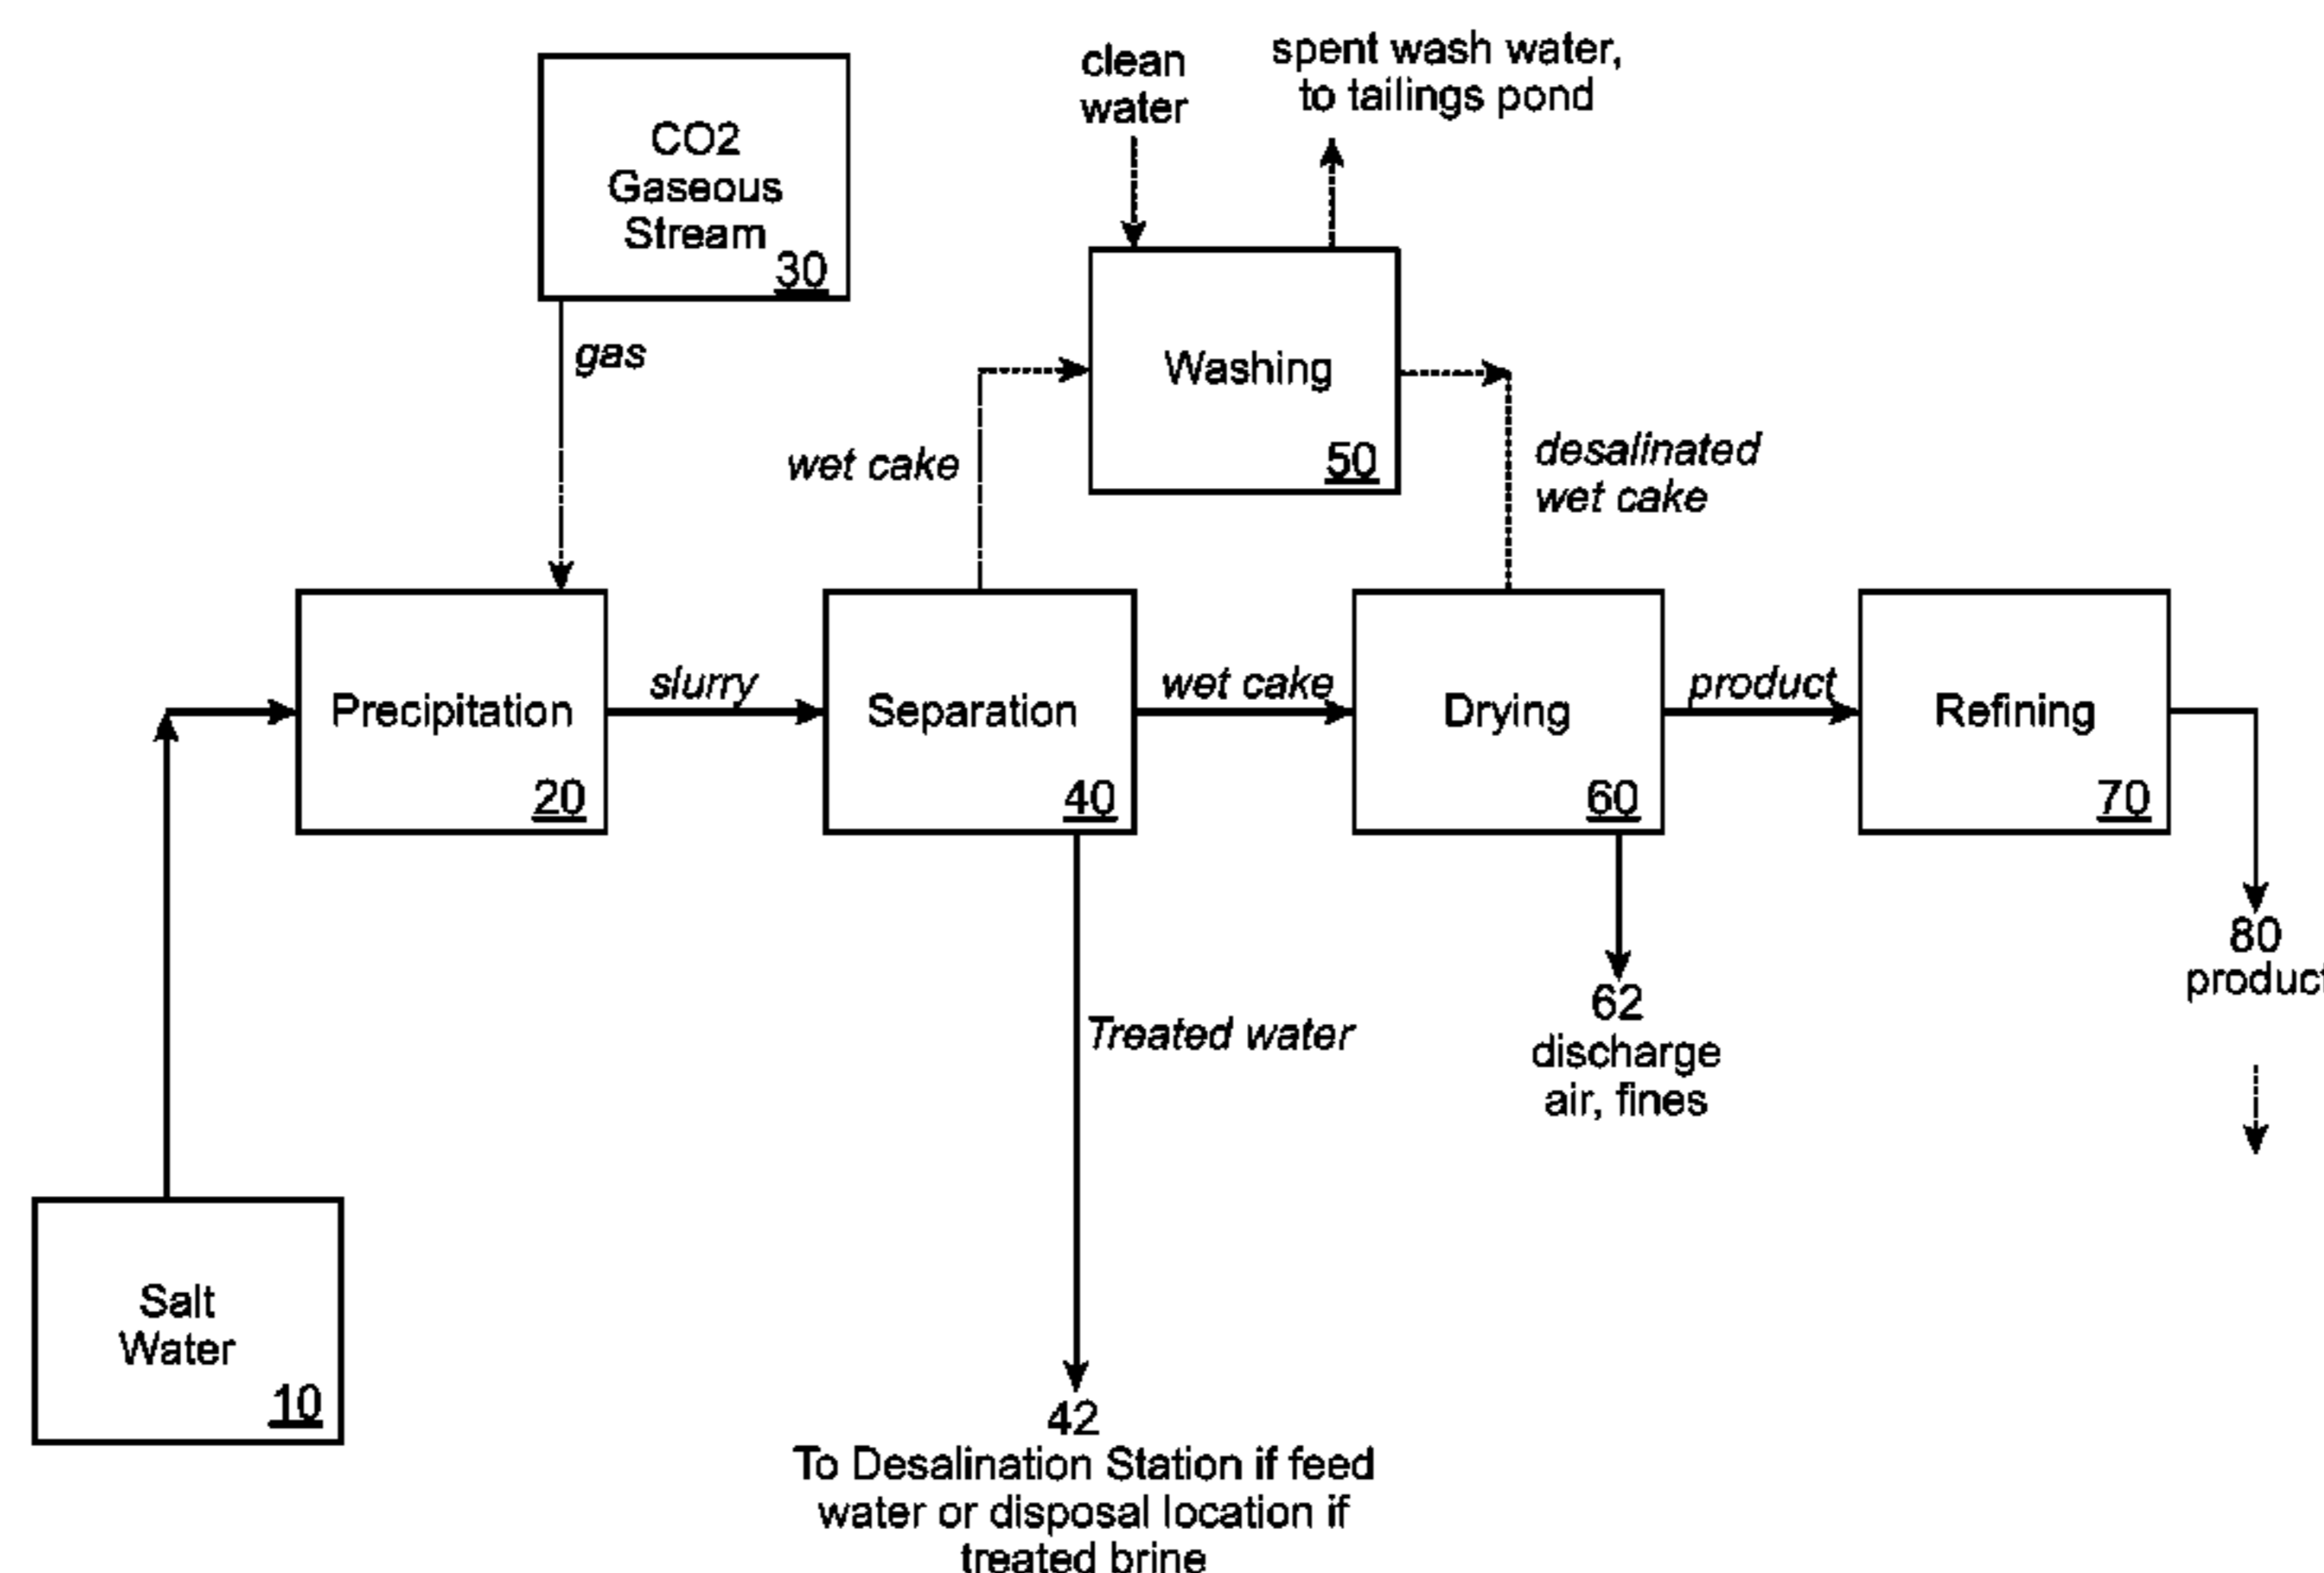 CO2
Gaseous
Stream
30
clean
water
spent wash water,
to tailings pond
gas
Washing
50
wet cake
desalinated
wet cake
Precipitation
20
slurry
Separation
40
wet cake
Drying
60
product
Refining
70
80
product
62
discharge
air, fines
Treated water
Salt
Water
10
42
To Desalination Station if feed
water or disposal location if
treated brine